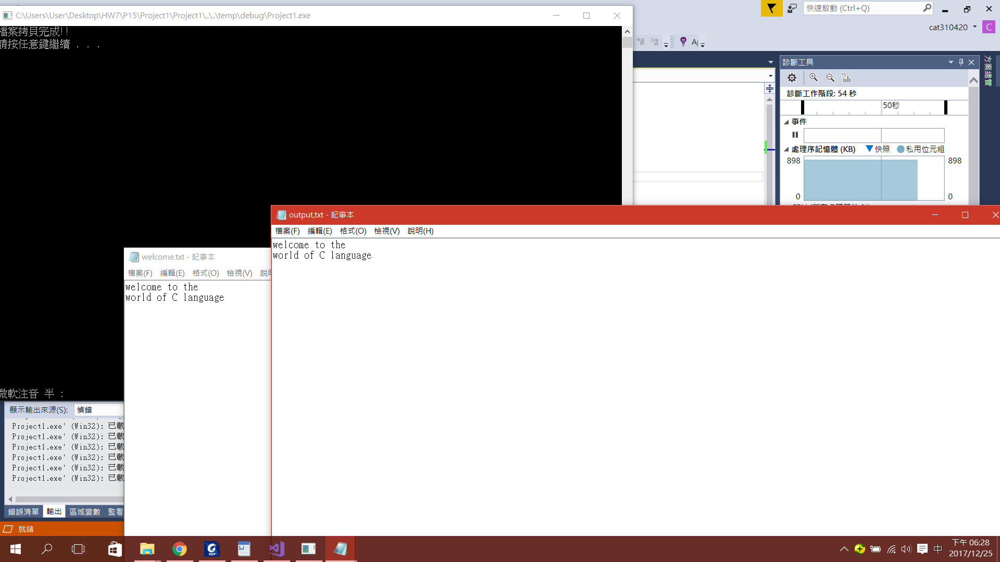 C:\Users\User\Desktop\HW7\P15\Project1\Project1\..\..\temp\debug\Project1.exe
檔案拷貝完成!!
請按任意鍵繼續 . . .
微軟注音 半 :
快速啟動 (Ctrl+Q)
cat310420
C
A
方案總管
診斷工具
診斷工作階段: 54 秒
50秒
事件
處理序記憶體 (KB)
快照
私用位元組
898
898
0
0
output,txt - 記事本
檔案(F) 編輯(E) 格式(O) 檢視(V) 說明(H)
welcome to the
world of C language
welcome.txt - 記事本
檔案(F) 編輯(E) 格式(O) 檢視(V) 說明
welcome to the
world of C language
顯示輸出來源(S): 偵錯
Project1.exe' (Win32): 已載
Project1.exe' (Win32): 已載
Project1.exe' (Win32): 已載
Project1.exe' (Win32): 已載
Project1.exe' (Win32): 已載
Project1.exe' (Win32): 已載
錯誤清單 輸出 區域變數 監看
就緒
PDF
中
下午 06:28
2017/12/25